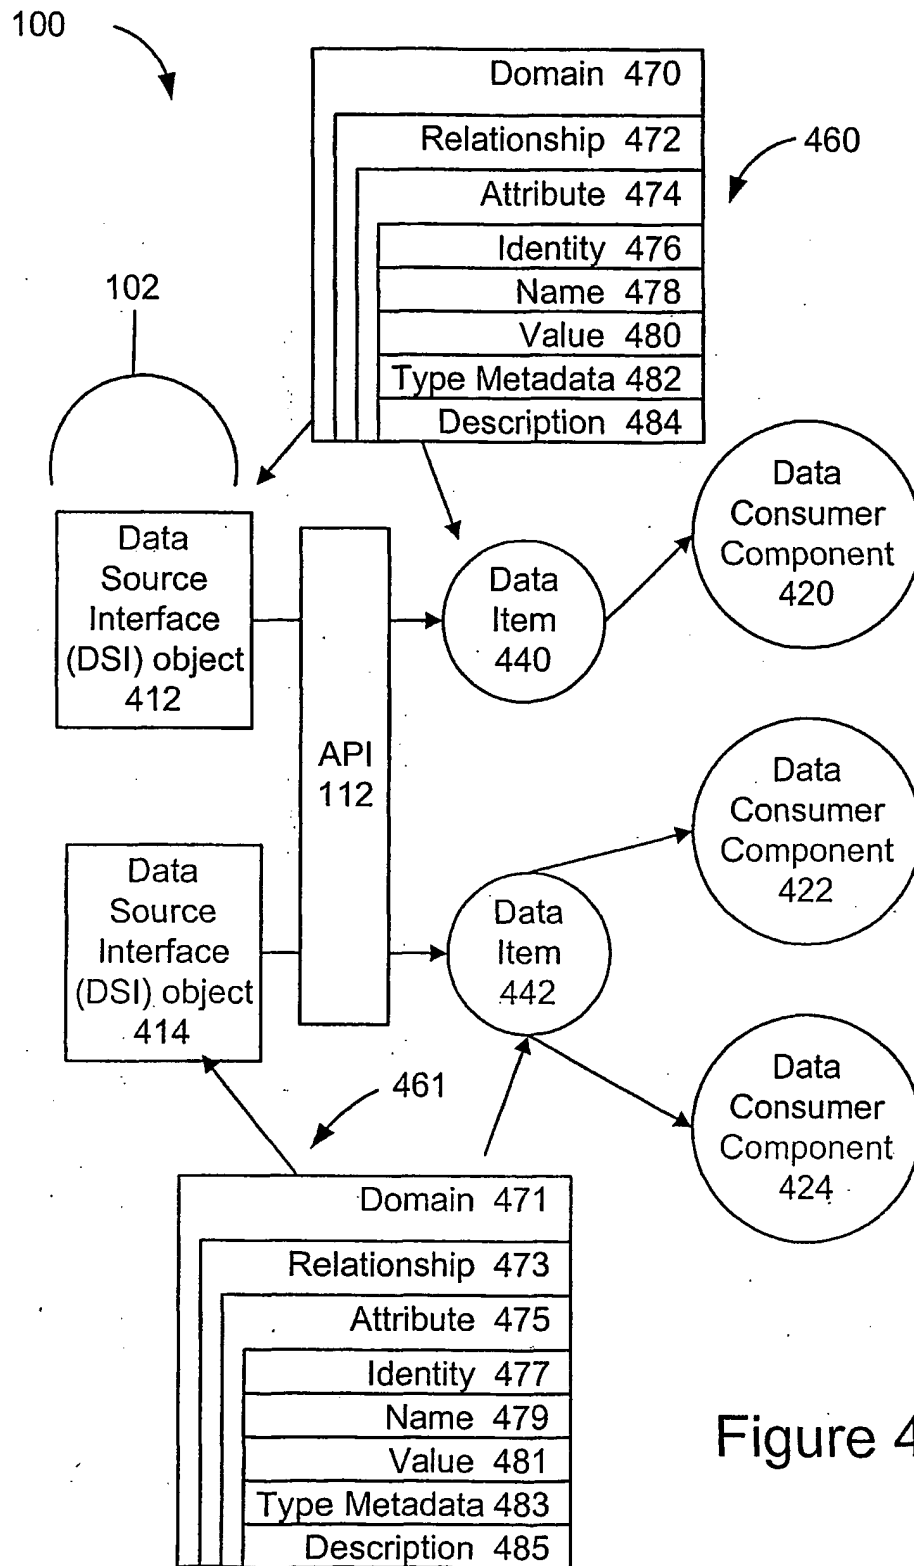 100
Domain 470
Relationship 472
460
Attribute 474
Identity 476
Name 478
Value 480
Type Metadata 482
Description 484
102
Data
Source
Interface
(DSI) object
412
API
112
Data
Item
440
Data
Consumer
Component
420
Data
Consumer
Component
422
Data
Source
Interface
(DSI) object
414
Data
Item
442
Data
Consumer
Component
424
461
Domain 471
Relationship 473
Attribute 475
Identity 477
Name 479
Value 481
Type Metadata 483
Description 485
Figure 4